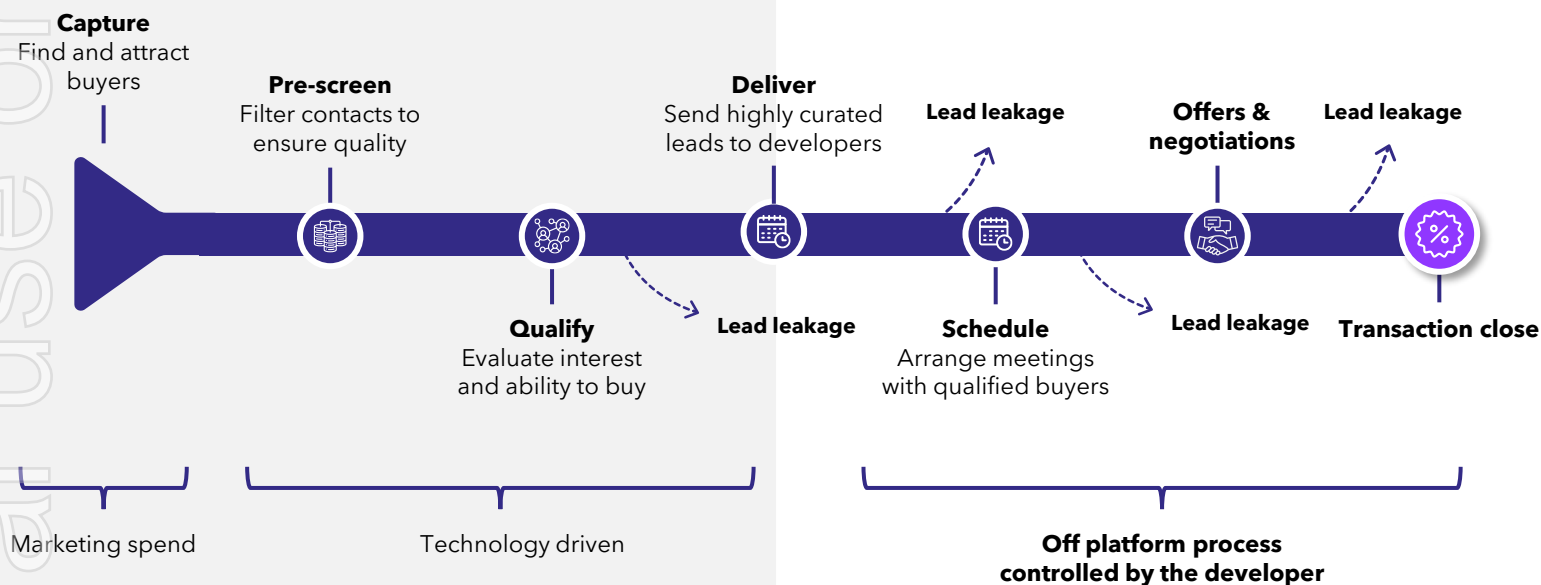 Capture
Find and attract
buyers
Pre-screen
Filter contacts to
ensure quality
Deliver
Send highly curated
leads to developers
Lead leakage
Offers &
negotiations
Lead leakage
%
Qualify
Evaluate interest
and ability to buy
Lead leakage
Schedule
Arrange meetings
with qualified buyers
Lead leakage
Transaction close
Marketing spend
Technology driven
Off platform process
controlled by the developer
use